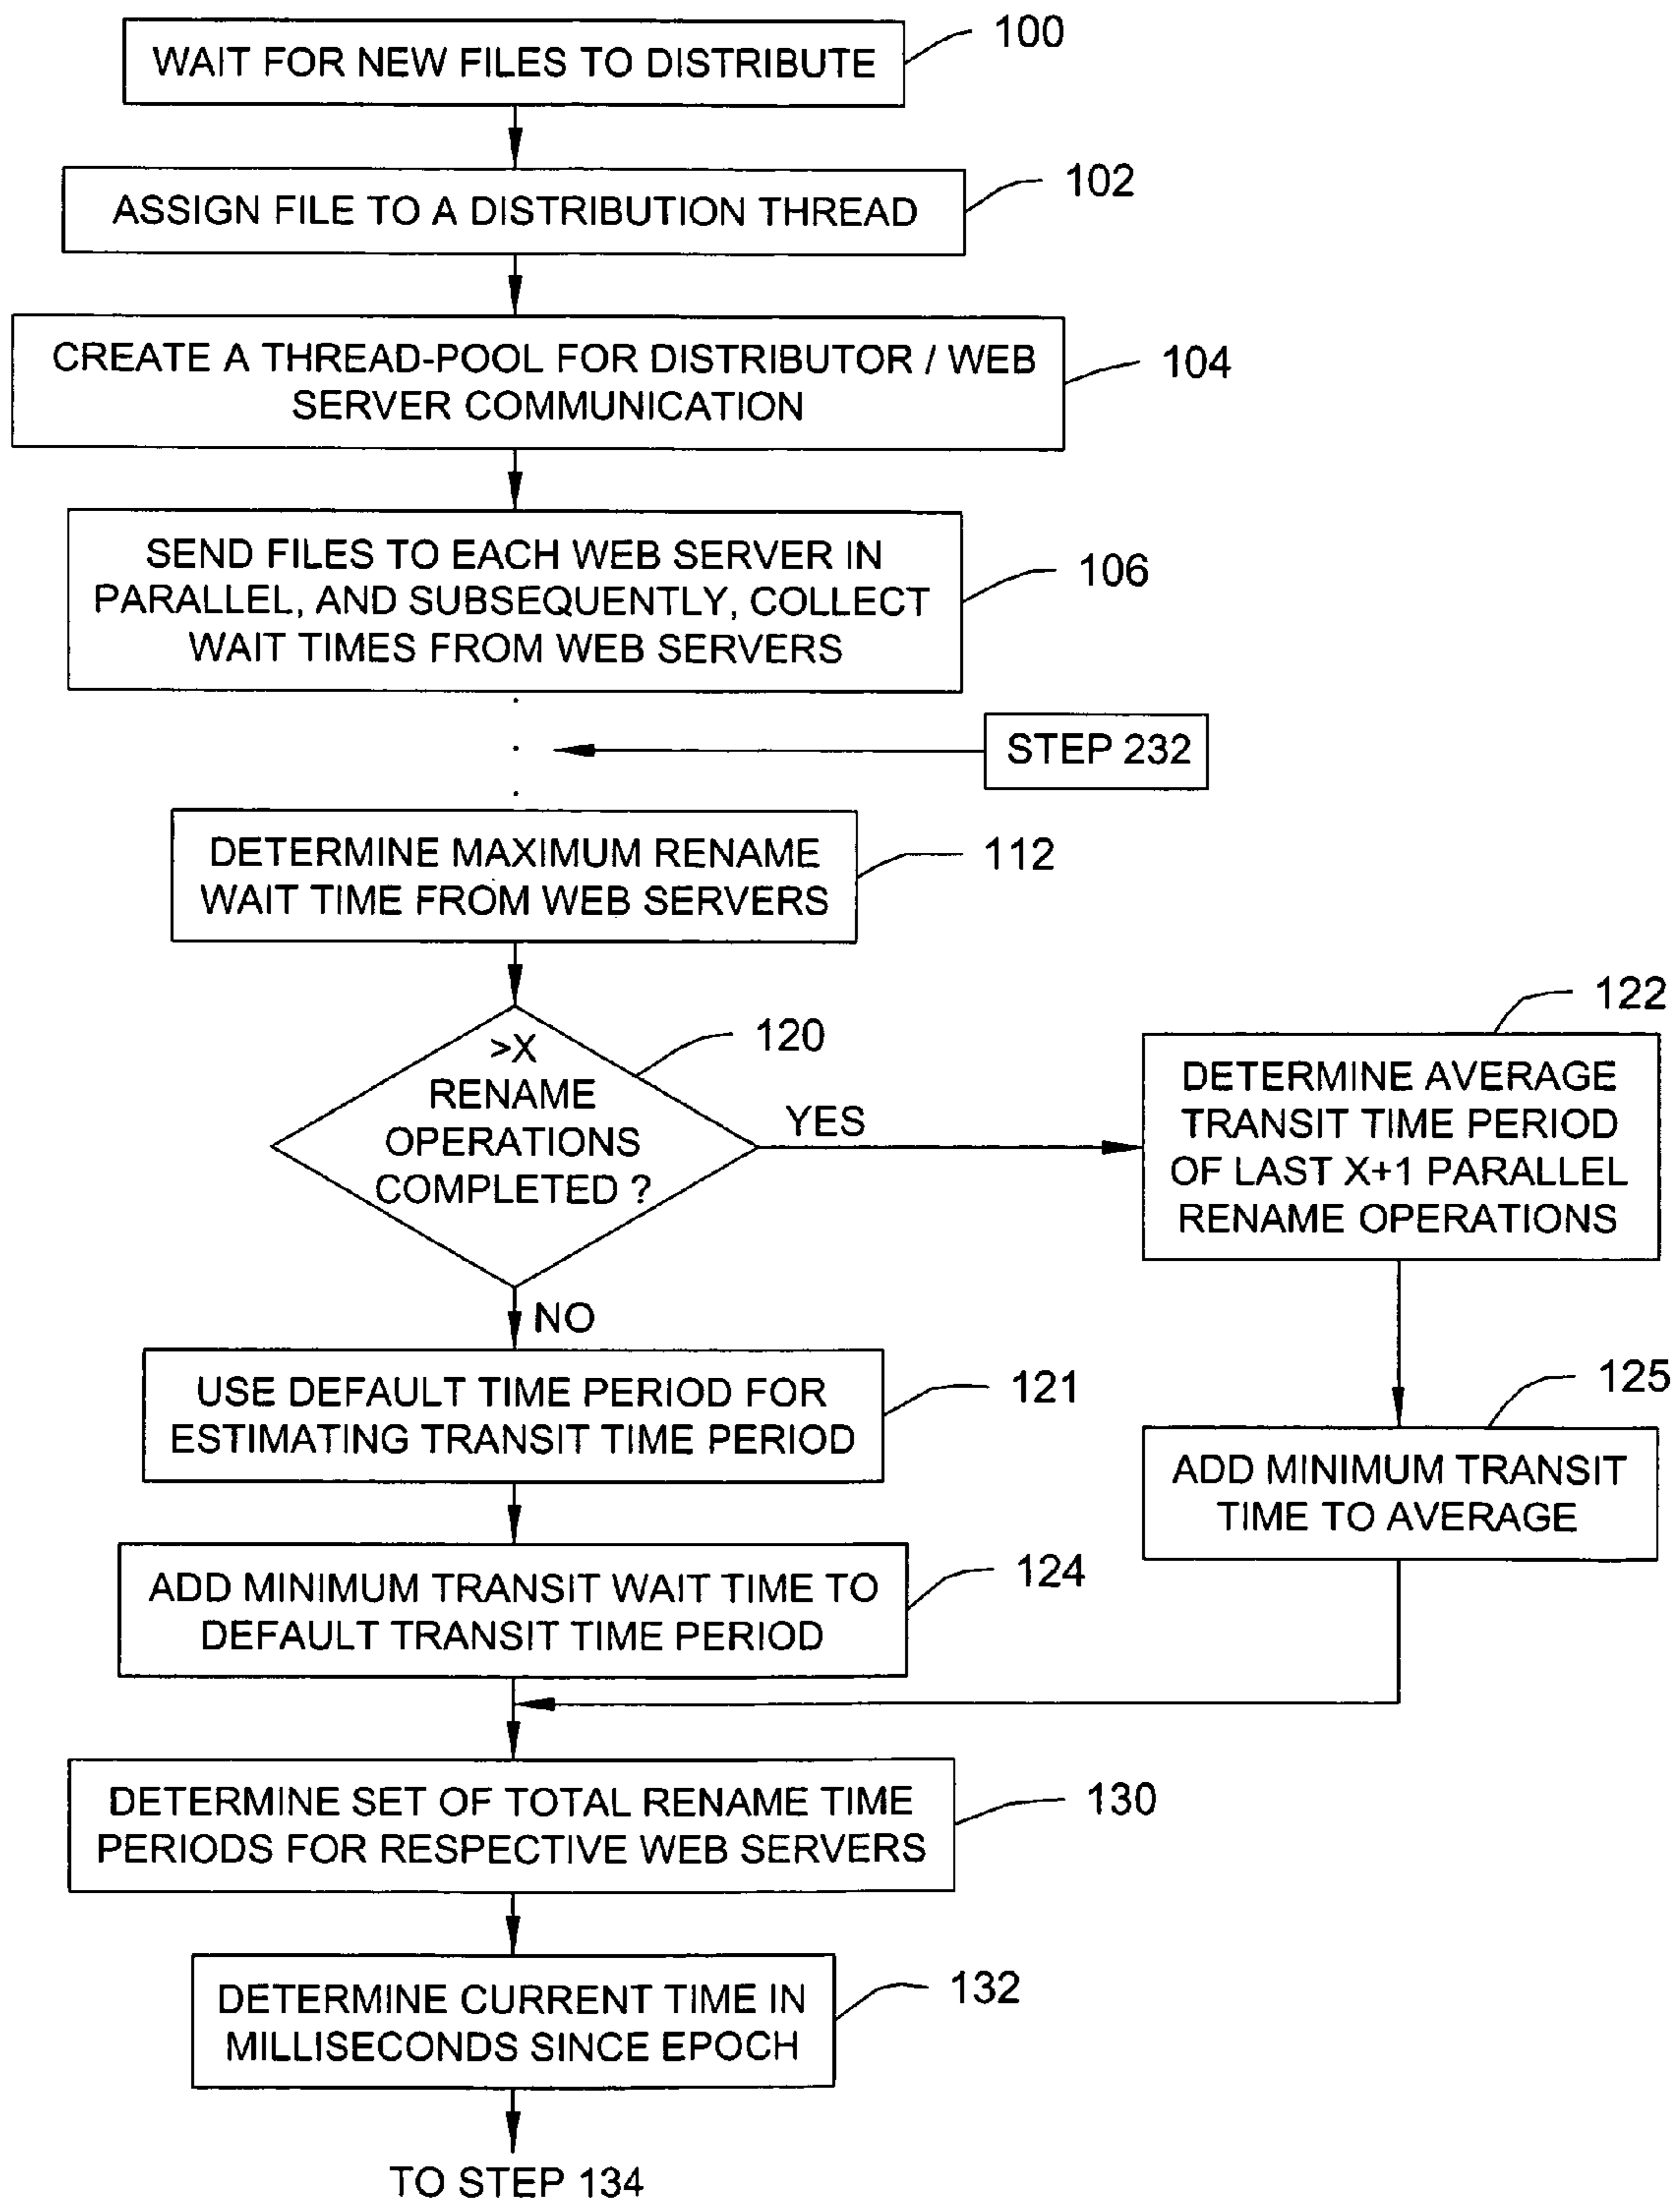 WAIT FOR NEW FILES TO DISTRIBUTE
100
ASSIGN FILE TO A DISTRIBUTION THREAD
102
CREATE A THREAD-POOL FOR DISTRIBUTOR / WEB
SERVER COMMUNICATION
104
SEND FILES TO EACH WEB SERVER IN
PARALLEL, AND SUBSEQUENTLY, COLLECT
WAIT TIMES FROM WEB SERVERS
106
STEP 232
DETERMINE MAXIMUM RENAME
WAIT TIME FROM WEB SERVERS
112
>X
RENAME
OPERATIONS
COMPLETED ?
120
YES
122
DETERMINE AVERAGE
TRANSIT TIME PERIOD
OF LAST X+1 PARALLEL
RENAME OPERATIONS
NO
USE DEFAULT TIME PERIOD FOR
ESTIMATING TRANSIT TIME PERIOD
121
125
ADD MINIMUM TRANSIT
TIME TO AVERAGE
ADD MINIMUM TRANSIT WAIT TIME TO
DEFAULT TRANSIT TIME PERIOD
124
DETERMINE SET OF TOTAL RENAME TIME
PERIODS FOR RESPECTIVE WEB SERVERS
130
DETERMINE CURRENT TIME IN
MILLISECONDS SINCE EPOCH
132
TO STEP 134